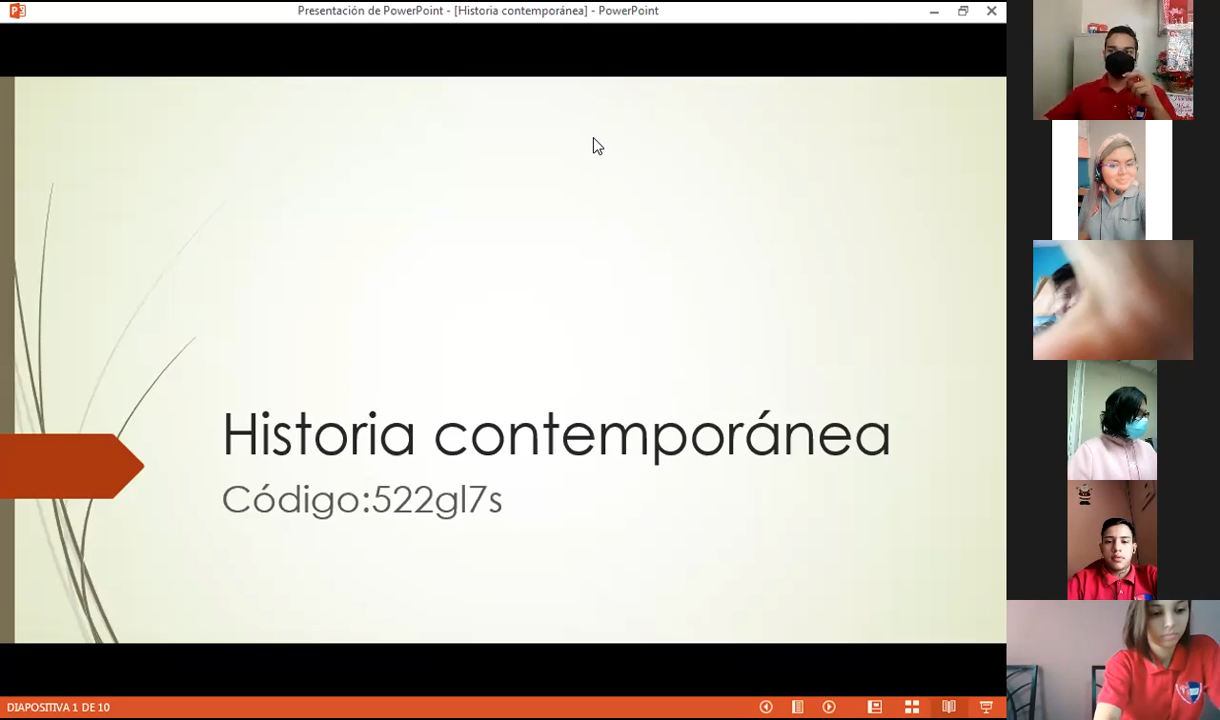 Presentación de PowerPoint - [Historia contemporánea] - PowerPoint
Historia contemporánea
Código:522gl7s
DIAPOSITIVA 1 DE 10